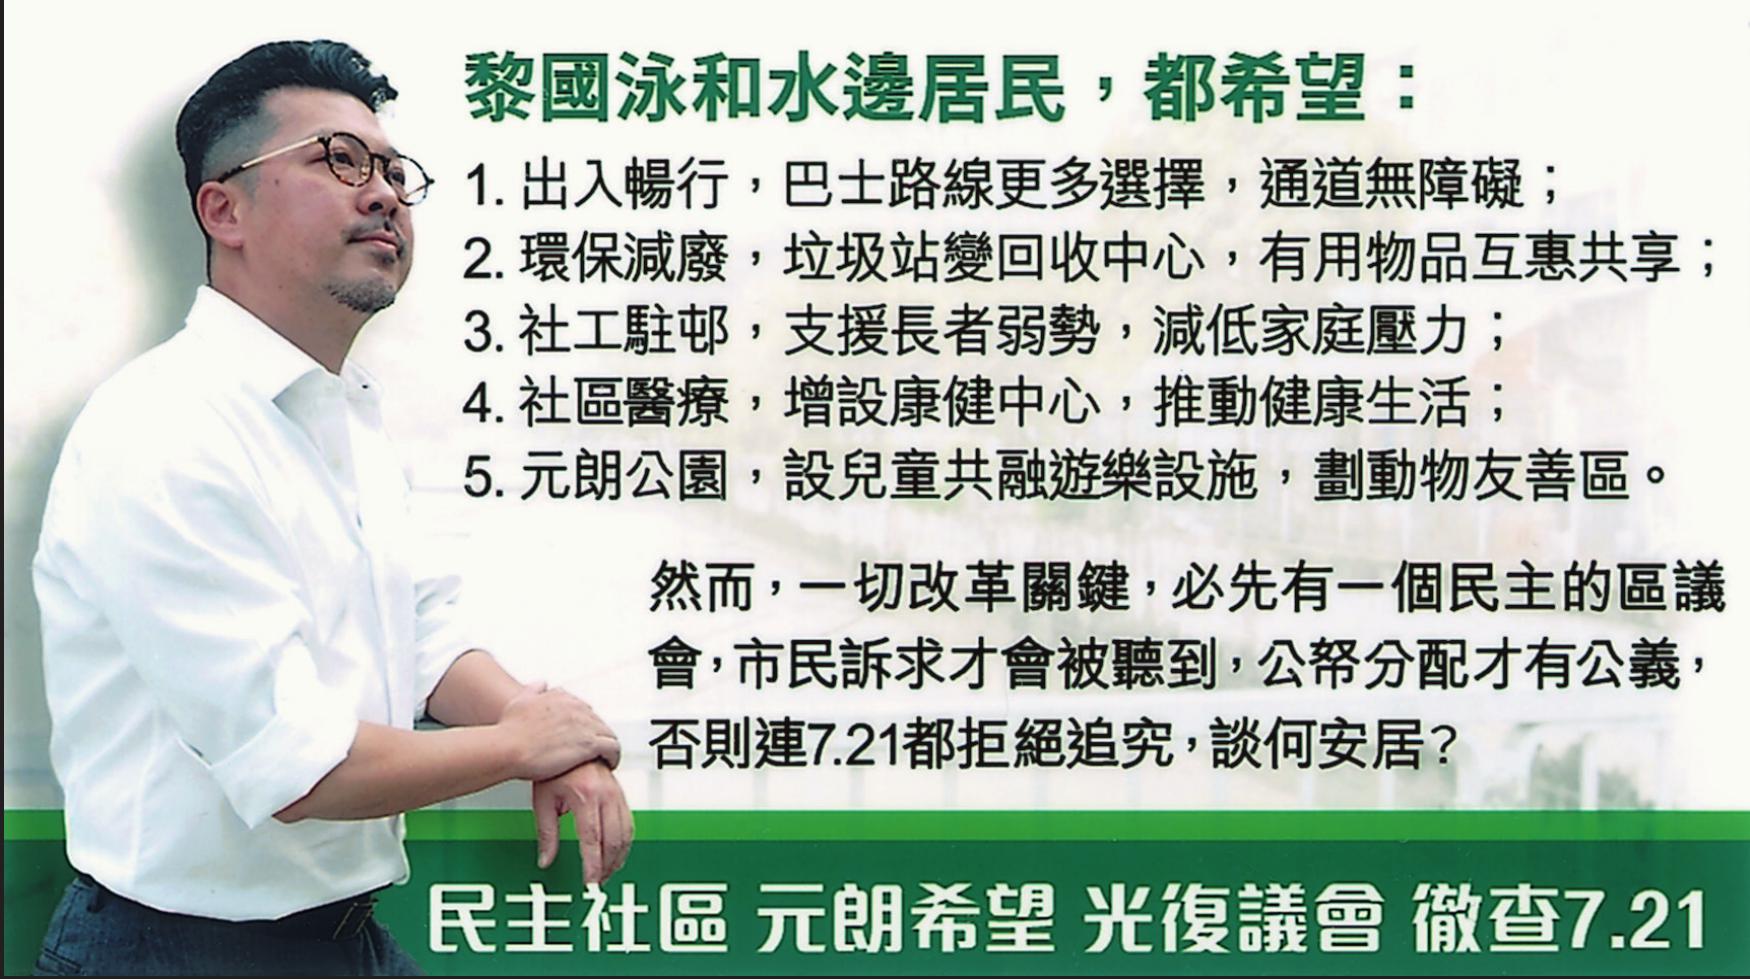 黎國泳和水邊居民，都希望：
1. 出入暢行，巴士路線更多選擇，通道無障礙；
2. 環保減廢，垃圾站變回收中心，有用物品互惠共享；
3. 社工駐邨，支援長者弱勢，減低家庭壓力；
4. 社區醫療，增設康健中心，推動健康生活；
5. 元朗公園，設兒童共融遊樂設施，劃動物友善區。
然而，一切改革關鍵，必先有一個民主的區議
會，市民訴求才會被聽到，公帑分配才有公義，
否則連7.21都拒絕追究，談何安居？
民主社區 元朗希望 光復議會 徹查7.21